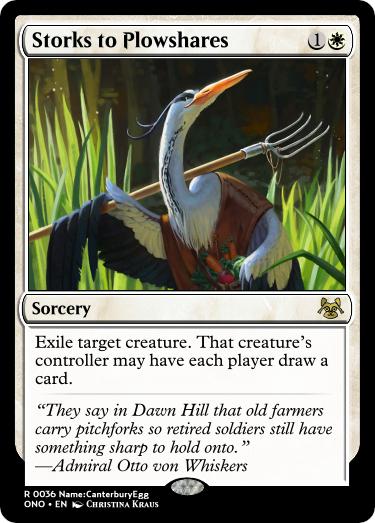 Storks to Plowshares
1
Sorcery
Exile target creature. That creature's
controller may have each player draw a
card.
“They say in Dawn Hill that old farmers
carry pitchforks so retired soldiers still have
something sharp to hold onto.”
—Admiral Otto von Whiskers
R 0036 Name:CanterburyEgg
ONO • EN Christina Kraus